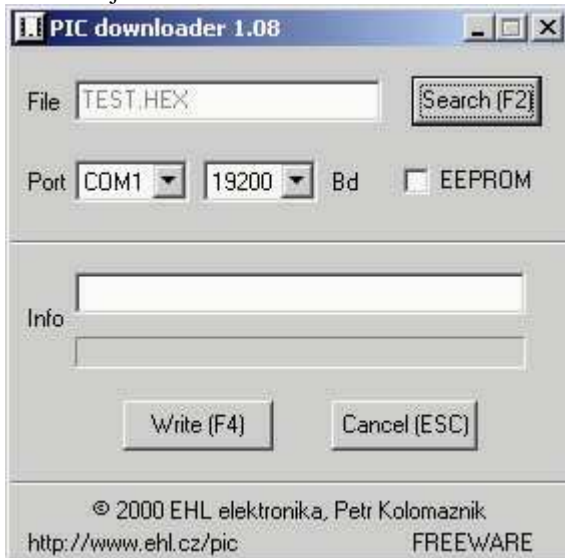 PIC downloader 1.08
File TEST.HEX Search (F2)
Port COM1 19200 Bd EEPROM
Info
Write (F4) Cancel (ESC)
© 2000 EHL elektronika, Petr Kolomaznik
http://www.ehl.cz/pic FREEWARE